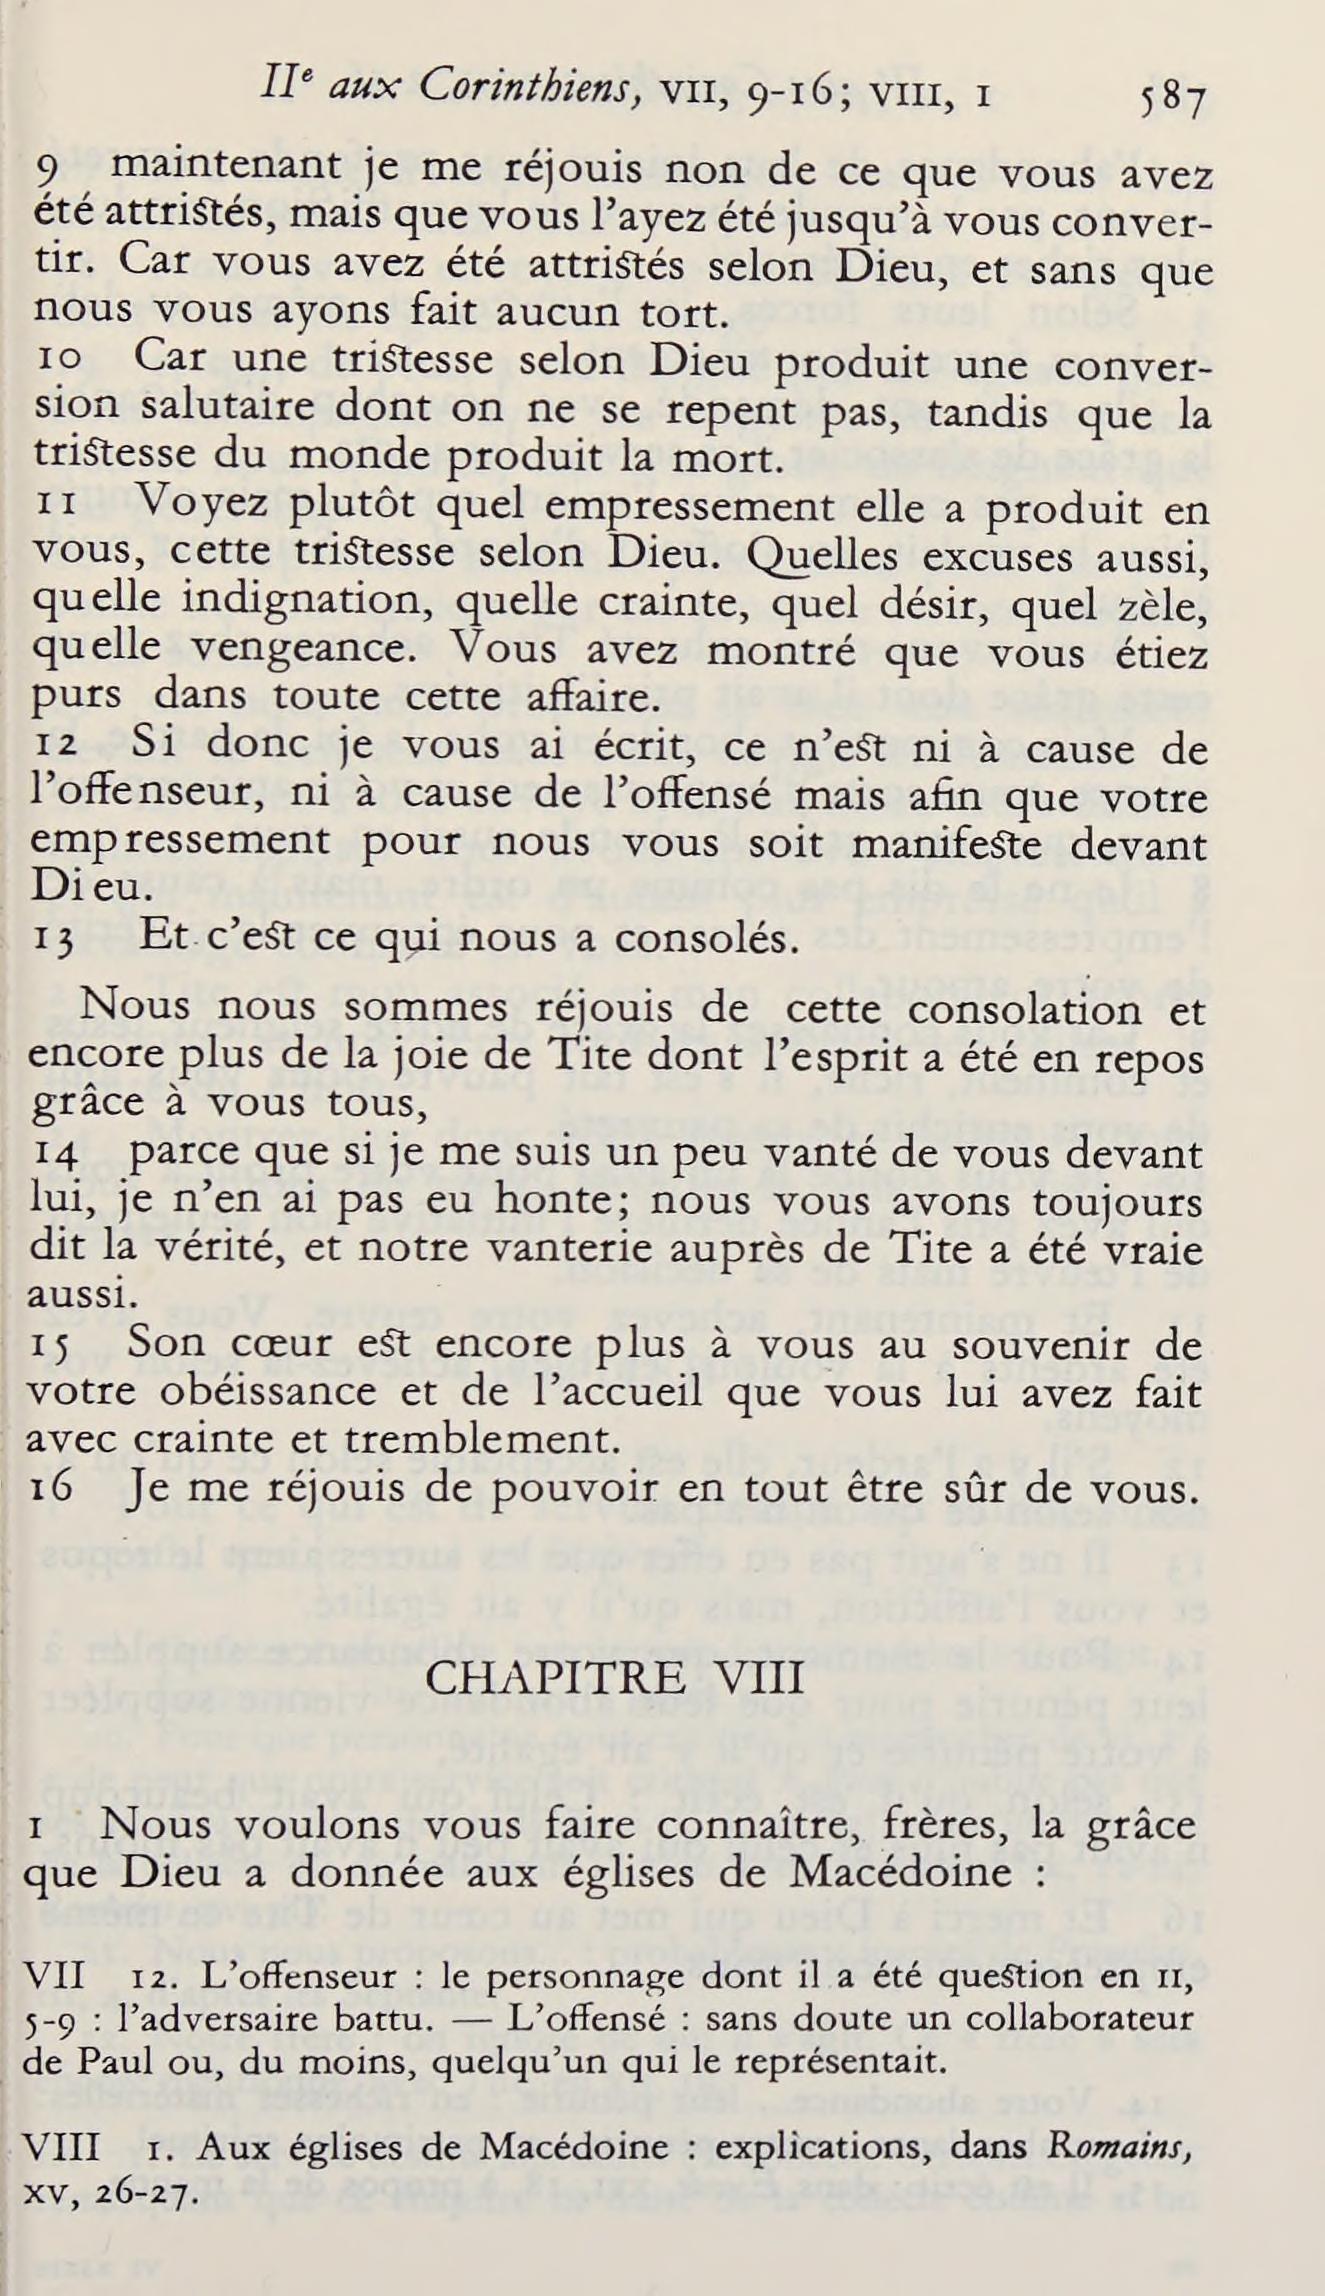 IIe aux Corinthiens, VII, 9-16; VIII, 1 587
9 maintenant je me réjouis non de ce que vous avez
été attristés, mais que vous l'ayez été jusqu'à vous conver-
tir. Car vous avez été attristés selon Dieu, et sans que
nous vous ayons fait aucun tort.
10 Car une tristesse selon Dieu produit une conver-
sion salutaire dont on ne se repent pas, tandis que la
tristesse du monde produit la mort.
11 Voyez plutôt quel empressement elle a produit en
vous, cette tristesse selon Dieu. Quelles excuses aussi,
quelle indignation, quelle crainte, quel désir, quel zèle,
quelle vengeance. Vous avez montré que vous étiez
purs dans toute cette affaire.
12 Si donc je vous ai écrit, ce n'est ni à cause de
l'offenseur, ni à cause de l'offensé mais afin que votre
empressement pour nous vous soit manifeste devant
Dieu.
13 Et c'est ce qui nous a consolés.
Nous nous sommes réjouis de cette consolation et
encore plus de la joie de Tite dont l'esprit a été en repos
grâce à vous tous,
14 parce que si je me suis un peu vanté de vous devant
lui, je n'en ai pas eu honte; nous vous avons toujours
dit la vérité, et notre vanterie auprès de Tite a été vraie
aussi.
15 Son cœur est encore plus à vous au souvenir de
votre obéissance et de l'accueil que vous lui avez fait
avec crainte et tremblement.
16 Je me réjouis de pouvoir en tout être sûr de vous.
CHAPITRE VIII
1 Nous voulons vous faire connaître, frères, la grâce
que Dieu a donnée aux églises de Macédoine :
VII 12. L'offenseur : le personnage dont il a été question en II,
5-9 : l'adversaire battu. — L'offensé : sans doute un collaborateur
de Paul ou, du moins, quelqu'un qui le représentait.
VIII 1. Aux églises de Macédoine : explications, dans Romains,
XV, 26-27.